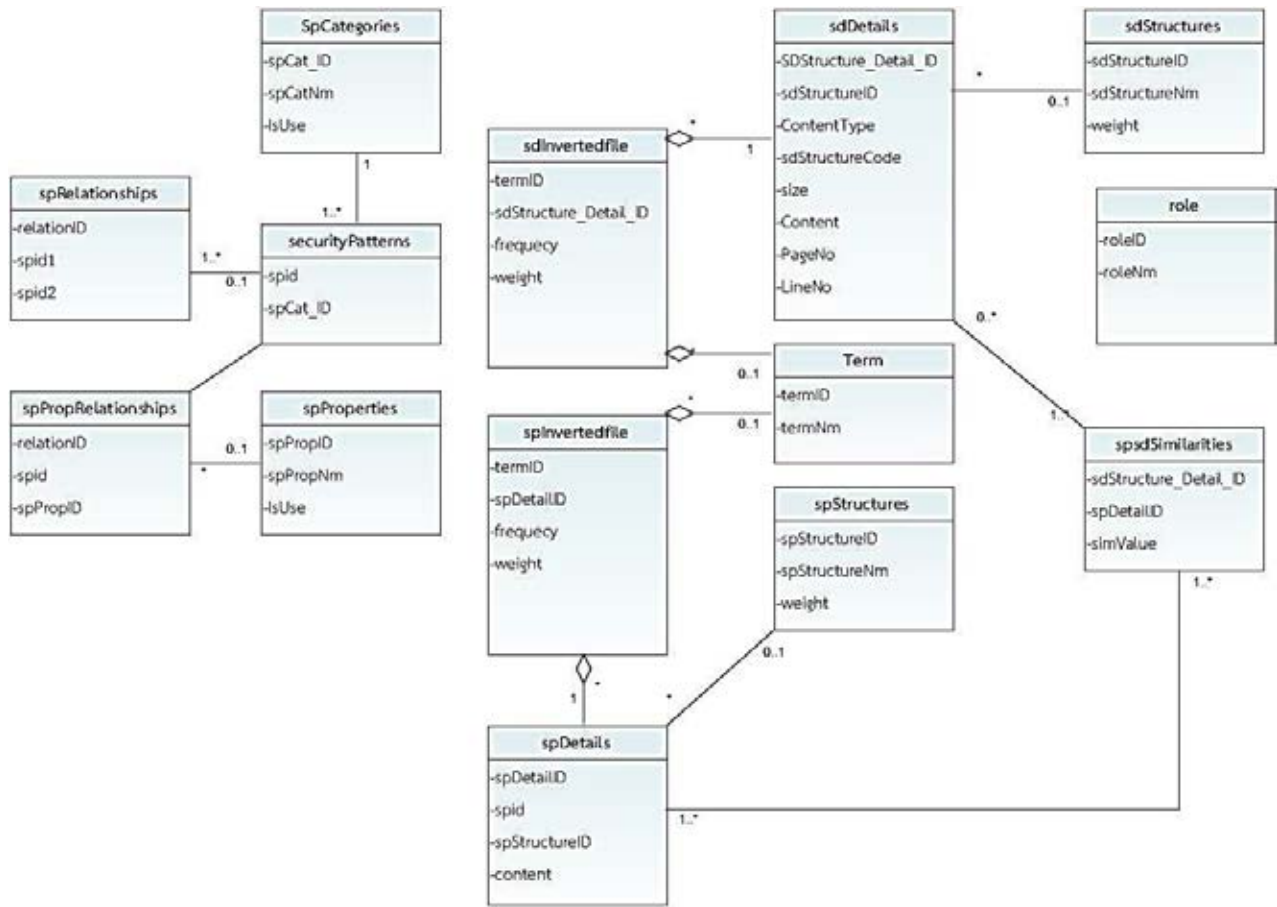 SpCategories
-spCat_ID
-spCatNm
-IsUse
1
1..*
spRelationships
-relationID
-spid1
-spid2
1..*
0..1
securityPatterns
-spid
-spCat_ID
spPropRelationships
-relationID
-spid
-spPropID
0..1
*
spProperties
-spPropID
-spPropNm
-IsUse
sdInvertedfile
-termID
-sdStructure_Detail_ID
-frequecy
-weight
*
1
sdDetails
-SDStructure_Detail_ID
-sdStructureID
-ContentType
-sdStructureCode
-size
-Content
-PageNo
-LineNo
*
0..1
sdStructures
-sdStructureID
-sdStructureNm
-weight
role
-roleID
-roleNm
0..*
1..*
*
0..1
Term
-termID
-termNm
*
0..1
spInvertedfile
-termID
-spDetailID
-frequecy
-weight
spStructures
-spStructureID
-spStructureNm
-weight
0..1
*
spsdSimilarities
-sdStructure_Detail_ID
-spDetailID
-simValue
1..*
*
1
spDetails
-spDetailID
-spid
-spStructureID
-content
1..*